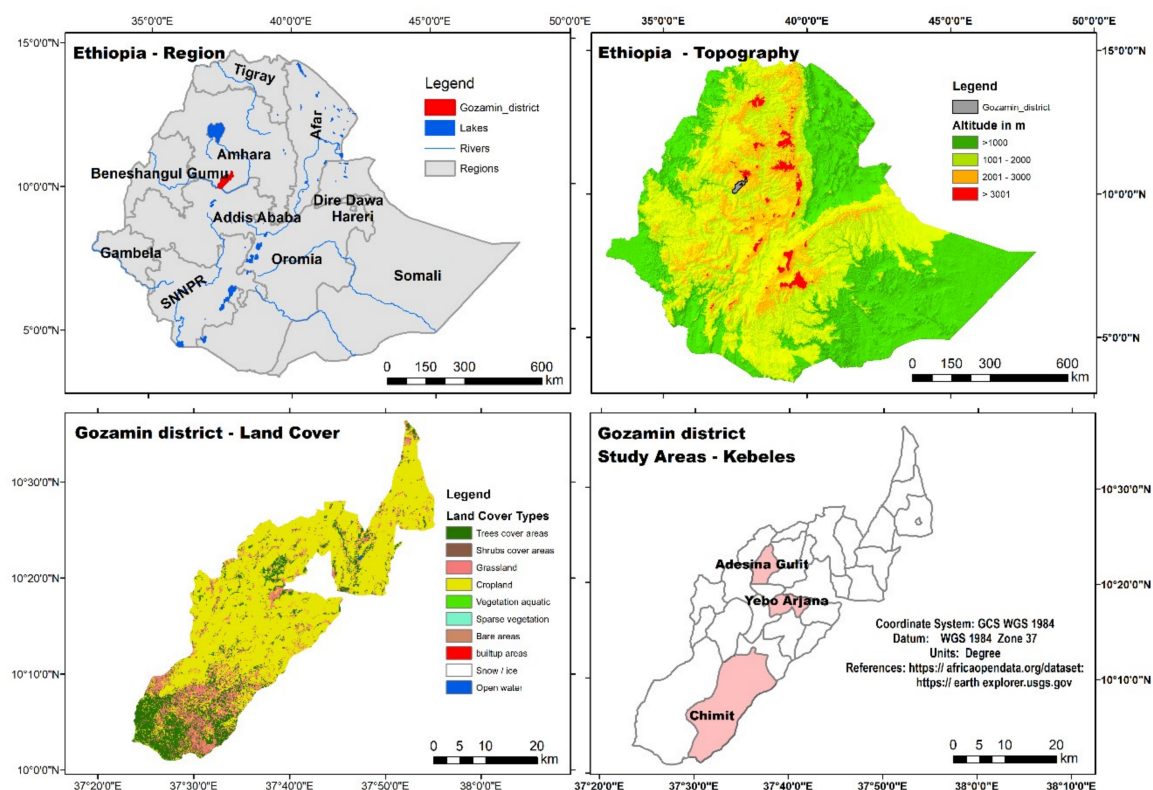 35°0'0"E 40°0'0"E 45°0'0"E 50°0'0"E
35°0'0"E 40°0'0"E 45°0'0"E 50°0'0"E
15°0'0"N
10°0'0"N
5°0'0"N
Ethiopia - Region
Legend
Gozamin_district
Lakes
Rivers
Regions
Tigray
Afar
Amhara
Beneshangul Gumu
Dire Dawa
Hareri
Addis Ababa
Gambela
Oromia
SNNPR
Somali
0 150 300 600
km
Ethiopia - Topography
Legend
Gozamin_district
Altitude in m
>1000
1001 - 2000
2001 - 3000
> 3001
15°0'0"N
10°0'0"N
5°0'0"N
0 150 300 600
km
Gozamin district - Land Cover
10°30'0"N
10°20'0"N
10°10'0"N
10°0'0"N
Legend
Land Cover Types
Trees cover areas
Shrubs cover areas
Grassland
Cropland
Vegetation aquatic
Sparse vegetation
Bare areas
builtup areas
Snow / ice
Open water
0 5 10 20
km
37°20'0"E 37°30'0"E 37°40'0"E 37°50'0"E 38°0'0"E
Gozamin district
Study Areas - Kebeles
Adesina Gulit
Yebo Arjana
Chimit
Coordinate System: GCS WGS 1984
Datum: WGS 1984 Zone 37
Units: Degree
References: https:// africaopendata.org/dataset:
https:// earth explorer.usgs.gov
10°30'0"N
10°20'0"N
10°10'0"N
0 5 10 20
km
37°20'0"E 37°30'0"E 37°40'0"E 37°50'0"E 38°0'0"E 38°10'0"E